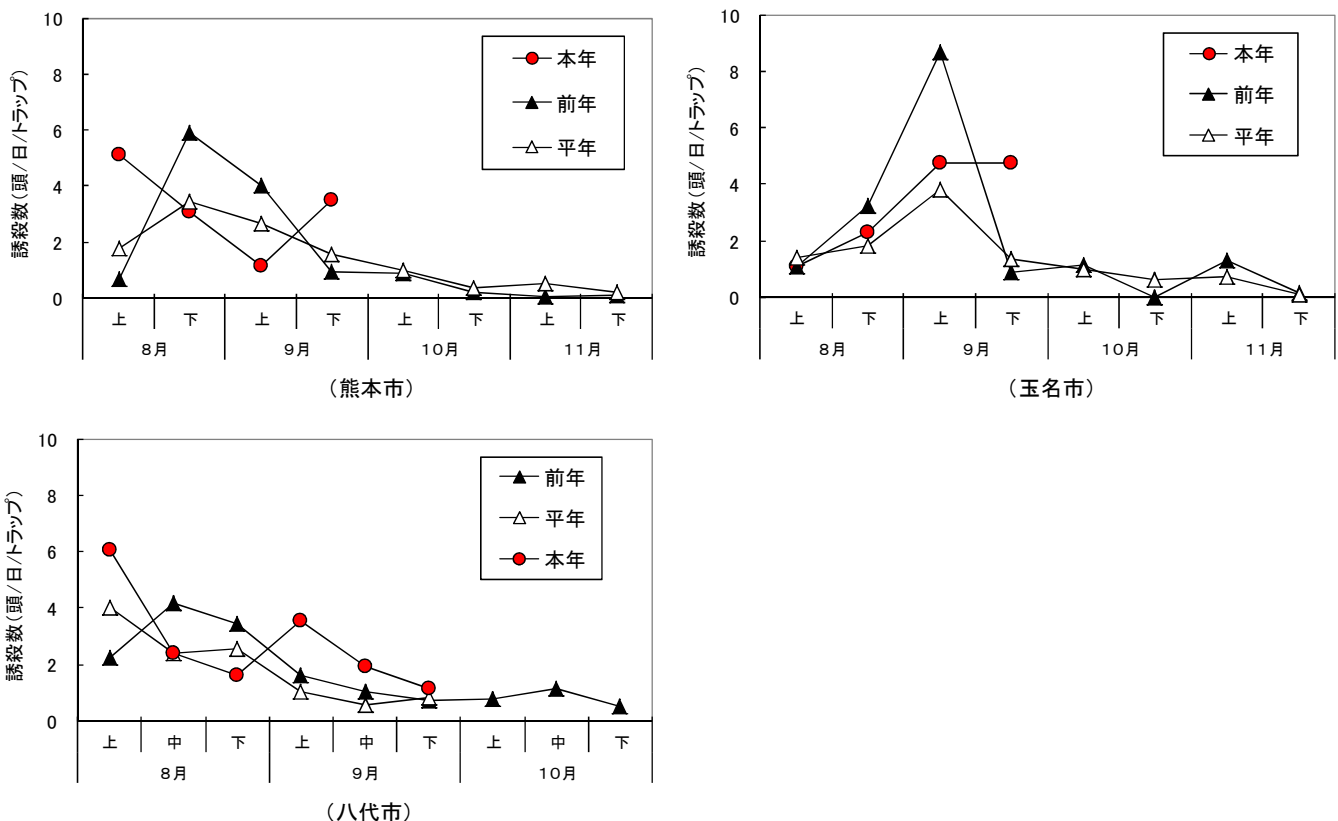 誘殺数(頭/日/トラップ)
10
8
6
4
2
0
本年
前年
平年
上 下 上 下 上 下 上 下
8月 9月 10月 11月
(熊本市)
誘殺数(頭/日/トラップ)
10
8
6
4
2
0
本年
前年
平年
上 下 上 下 上 下 上 下
8月 9月 10月 11月
(玉名市)
誘殺数(頭/日/トラップ)
10
8
6
4
2
0
前年
平年
本年
上 中 下 上 中 下 上 中 下
8月 9月 10月
(八代市)